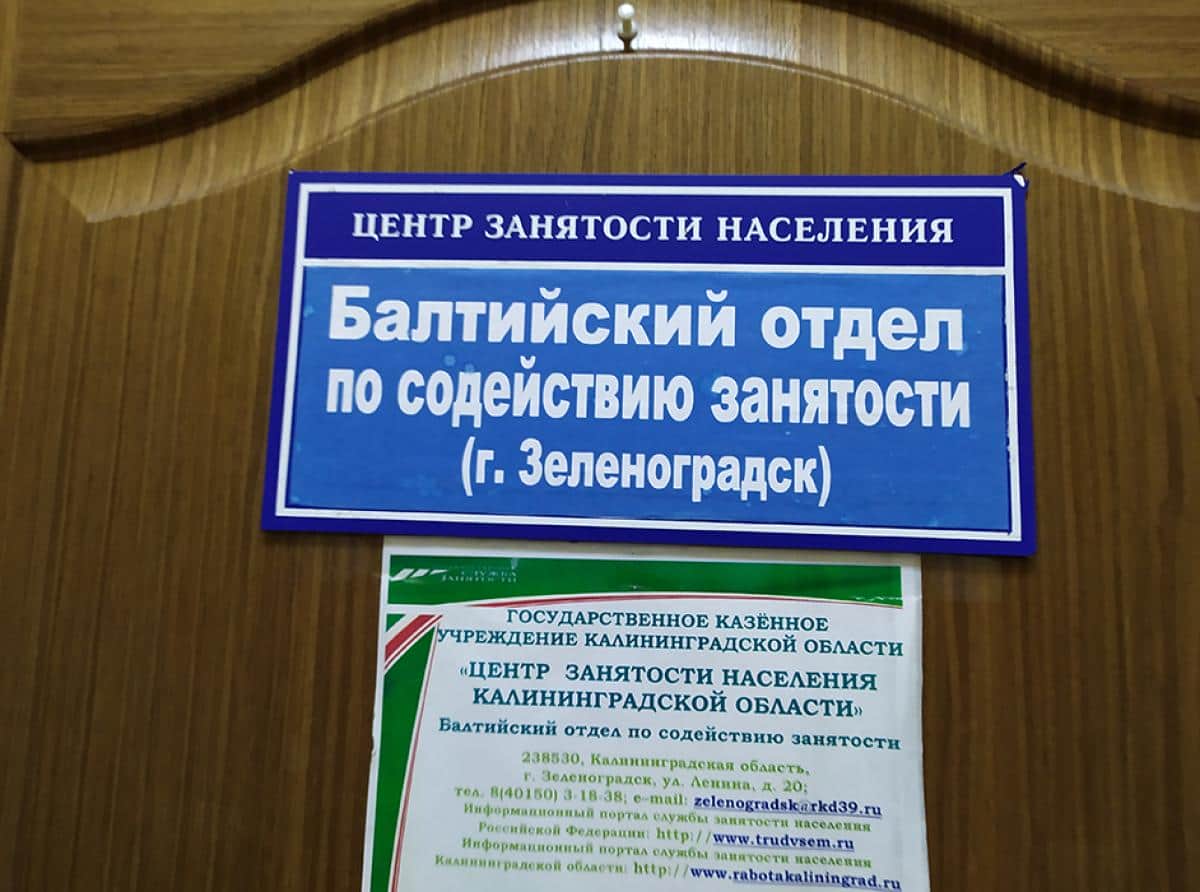 ЦЕНТР ЗАНЯТОСТИ НАСЕЛЕНИЯ
Балтийский отдел
по содействию занятости
(г. Зеленоградск)
СЛУЖБА
ЗАНЯТОСТИ
ГОСУДАРСТВЕННОЕ КАЗЁННОЕ
УЧРЕЖДЕНИЕ КАЛИНИНГРАДСКОЙ ОБЛАСТИ
«ЦЕНТР ЗАНЯТОСТИ НАСЕЛЕНИЯ
КАЛИНИНГРАДСКОЙ ОБЛАСТИ»
Балтийский отдел по содействию занятости
238530, Калининградская область,
г. Зеленоградск, ул. Ленина, д. 20;
тел. 8(40150) 3-18-38; e-mail: zelenogradsk@rkd39.ru
Информационный портал службы занятости населения
Российской Федерации: http://www.trudvsem.ru
Информационный портал службы занятости населения
Калининградской области: http://www.rabotakaliningrad.ru